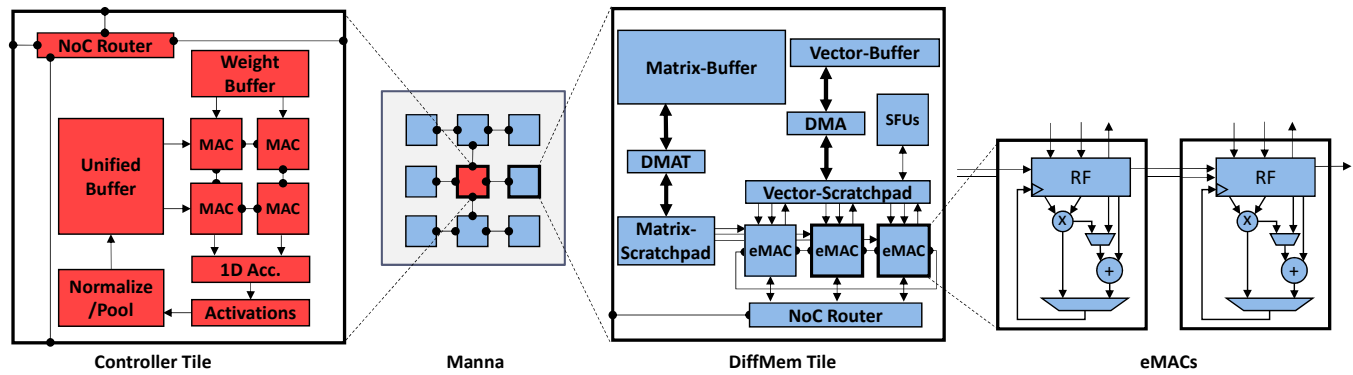 NoC Router
Weight
Buffer
Unified
Buffer
MAC
MAC
MAC
MAC
1D Acc.
Normalize
/Pool
Activations
Controller Tile
Manna
Matrix-Buffer
Vector-Buffer
DMA
SFUs
DMAT
Vector-Scratchpad
Matrix-
Scratchpad
eMAC
eMAC
eMAC
NoC Router
DiffMem Tile
RF
X
+
RF
X
+
eMACs